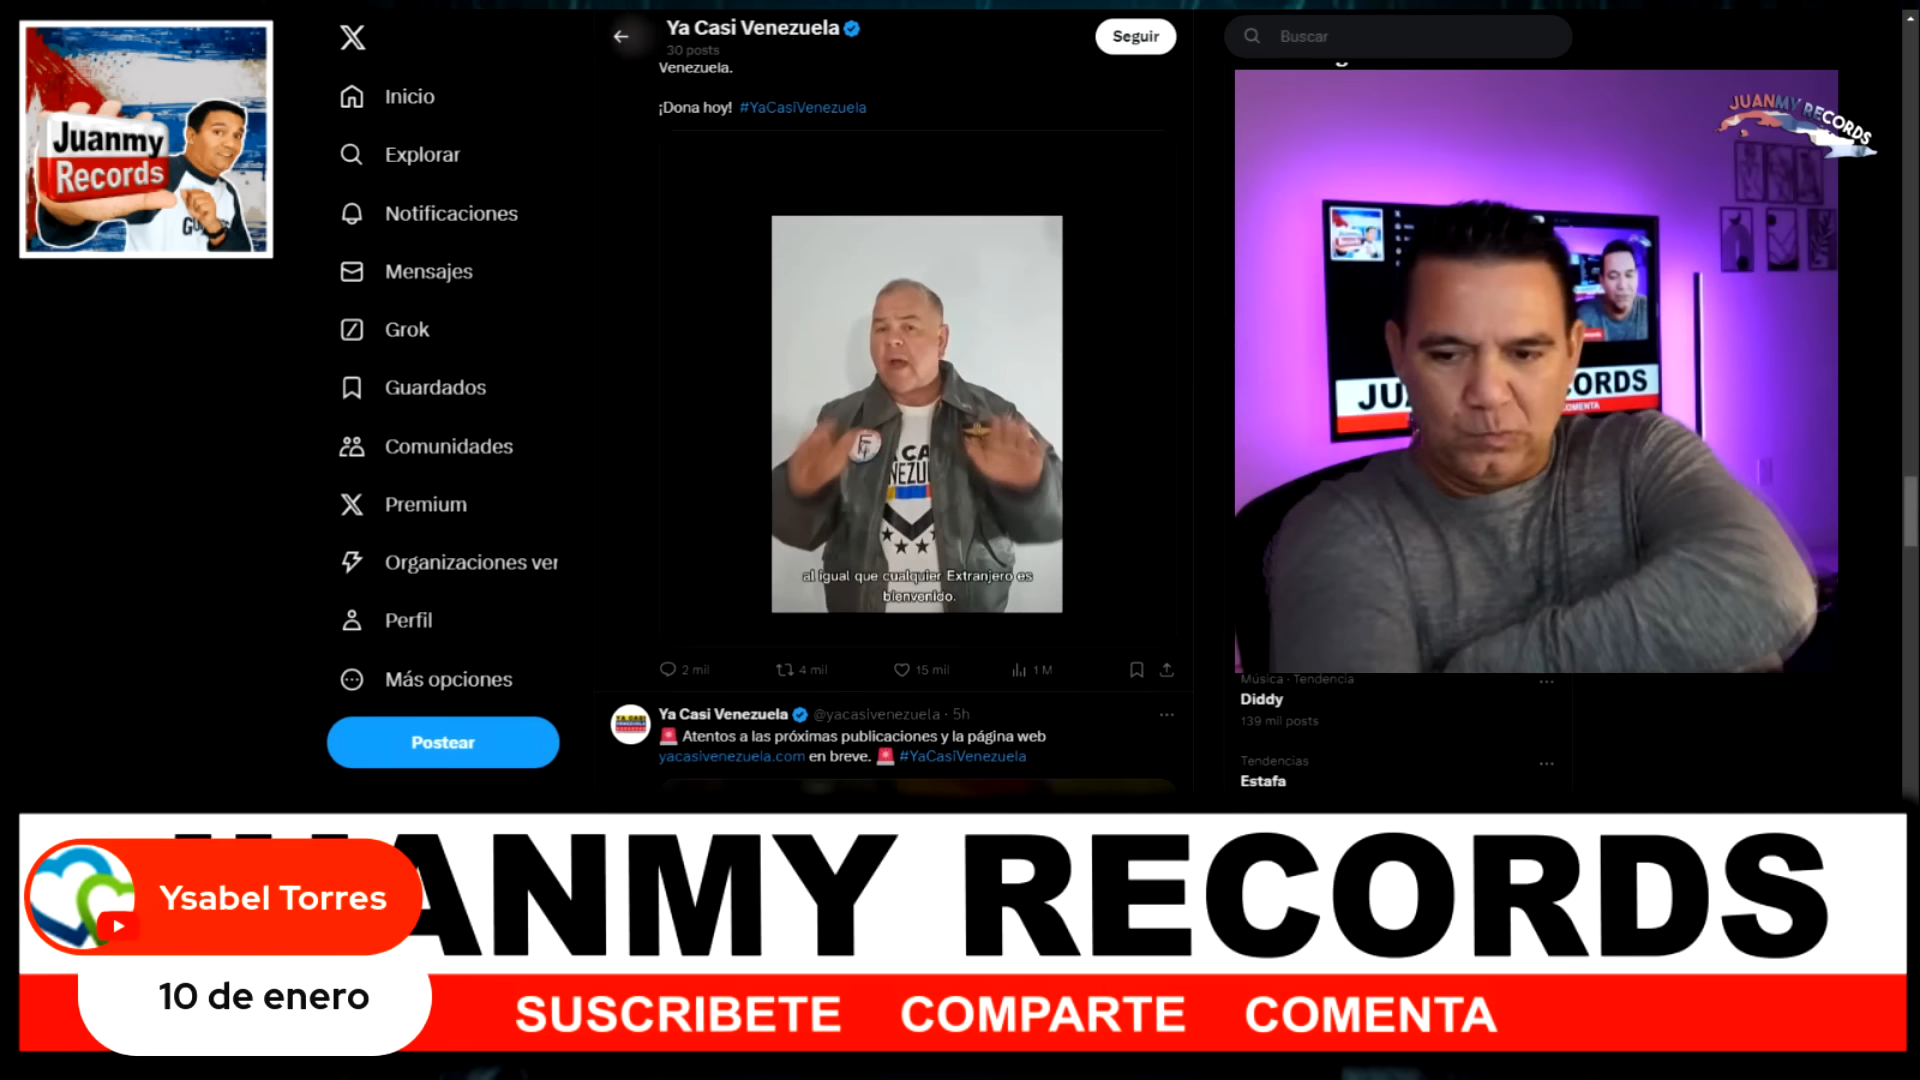 Juanmy
Records
Inicio
Explorar
Notificaciones
Mensajes
Grok
Guardados
Comunidades
Premium
Organizaciones ver
Perfil
Más opciones
Postear
Ya Casi Venezuela
30 posts
Seguir
Venezuela.
¡Dona hoy! #YaCasiVenezuela
al igual que cualquier Extranjero es
bienvenido.
2 mil
4 mil
15 mil
1 M
Ya Casi Venezuela @yacasivenezuela · 5h
Atentos a las próximas publicaciones y la página web
yacasivenezuela.com en breve. #YaCasiVenezuela
Buscar
JUANMY RECORDS
Música · Tendencia
Diddy
139 mil posts
Tendencias
Estafa
JUANMY RECORDS
Ysabel Torres
10 de enero
SUSCRIBETE COMPARTE COMENTA